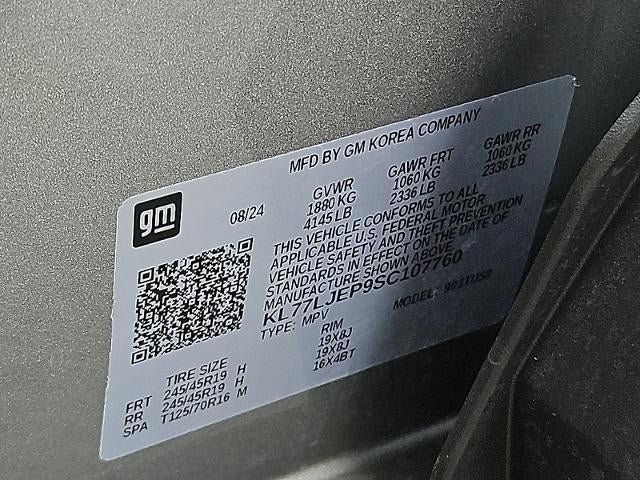 MFD BY GM KOREA COMPANY
gm 08/24
GVWR GAWR FRT GAWR RR
1880 KG 1060 KG 1060 KG
4145 LB 2336 LB 2336 LB
THIS VEHICLE CONFORMS TO ALL
APPLICABLE U.S. FEDERAL MOTOR
VEHICLE SAFETY AND THEFT PREVENTION
STANDARDS IN EFFECT ON THE DATE OF
MANUFACTURE SHOWN ABOVE.
KL77LJEP9SC107760
TYPE: MPV MODEL:
TIRE SIZE RIM
FRT 245/45R19 H 19X8J
RR 245/45R19 H 19X8J
SPA T125/70R16 M 16X4BT